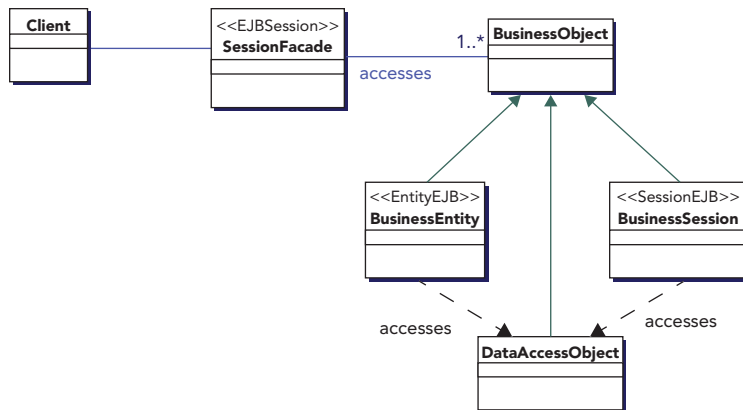 Client
<<EJBSession>>
SessionFacade
accesses
1..*
BusinessObject
<<EntityEJB>>
BusinessEntity
<<SessionEJB>>
BusinessSession
accesses
accesses
DataAccessObject